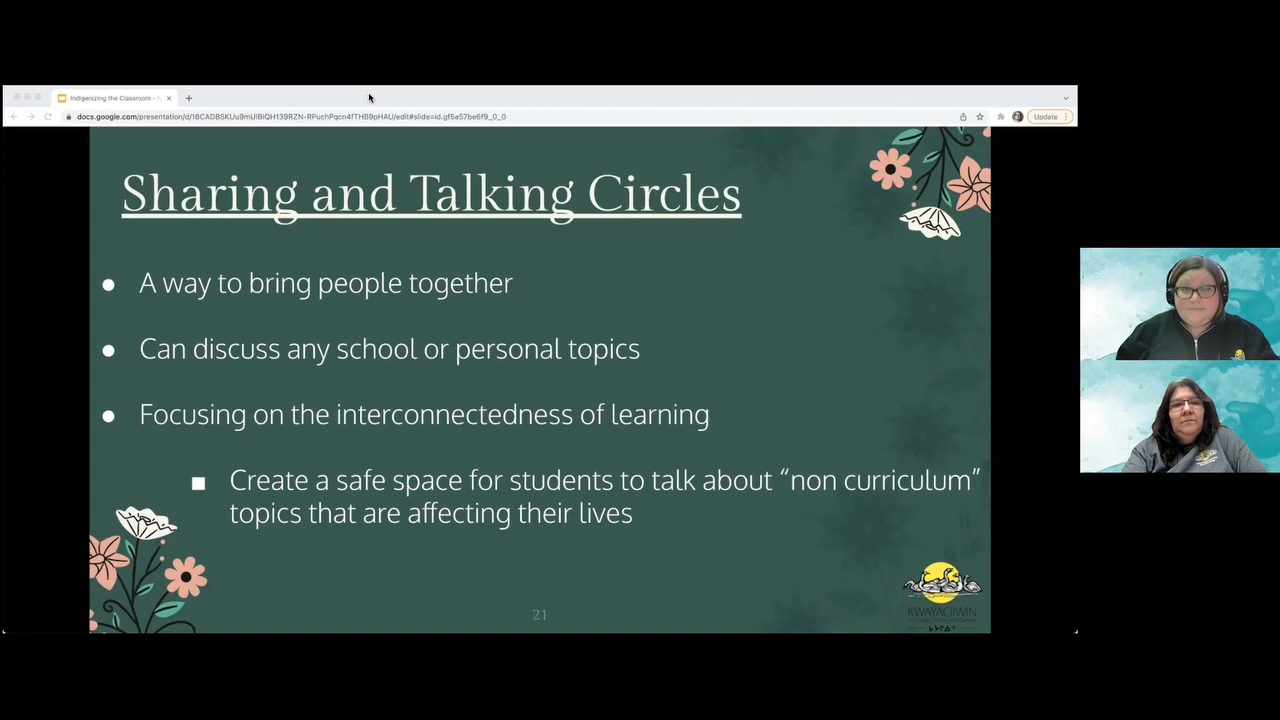 Indigenizing the Classroom -
docs.google.com/presentation/d/18CADBSKUu9mUIBIQH139RZN-RPuchPqcn4fTHB9pHAU/edit#slide=id.gf5a57be6f9_0_0
Update
Sharing and Talking Circles
● A way to bring people together
● Can discuss any school or personal topics
● Focusing on the interconnectedness of learning
■ Create a safe space for students to talk about “non curriculum”
topics that are affecting their lives
21
KWAYACIIWIN